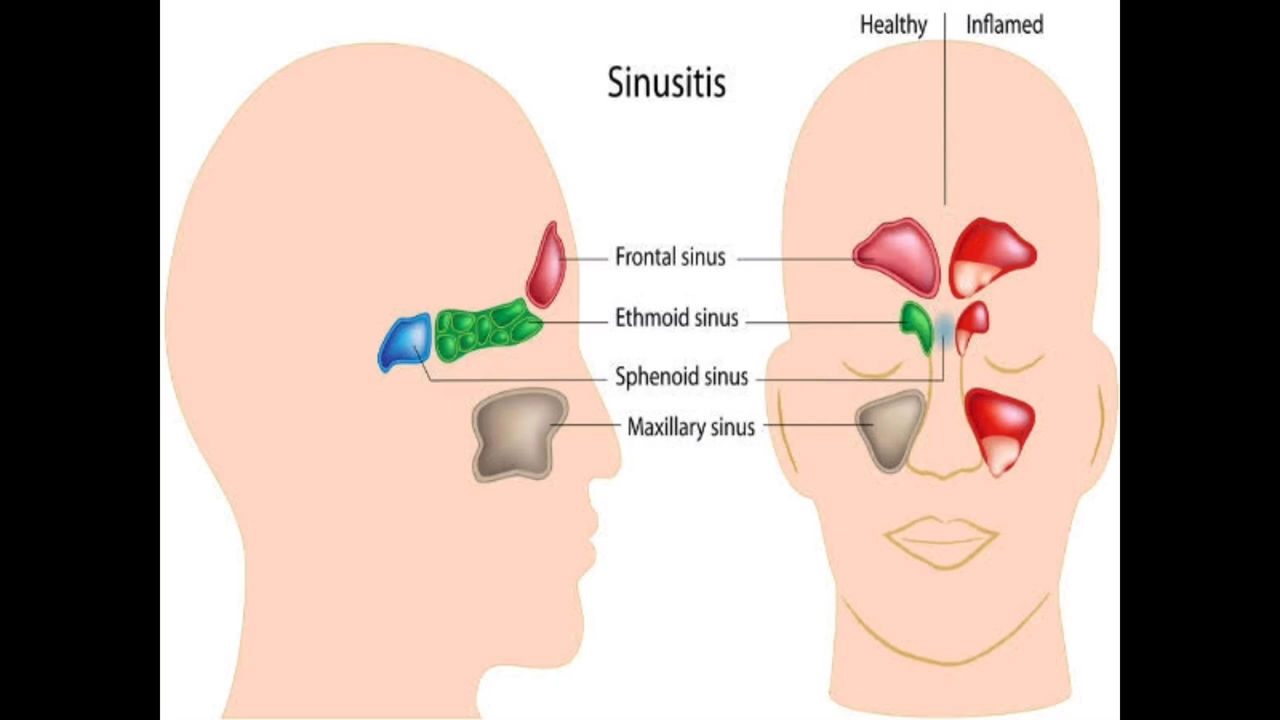 Healthy
Inflamed
Sinusitis
Frontal sinus
Ethmoid sinus
Sphenoid sinus
Maxillary sinus